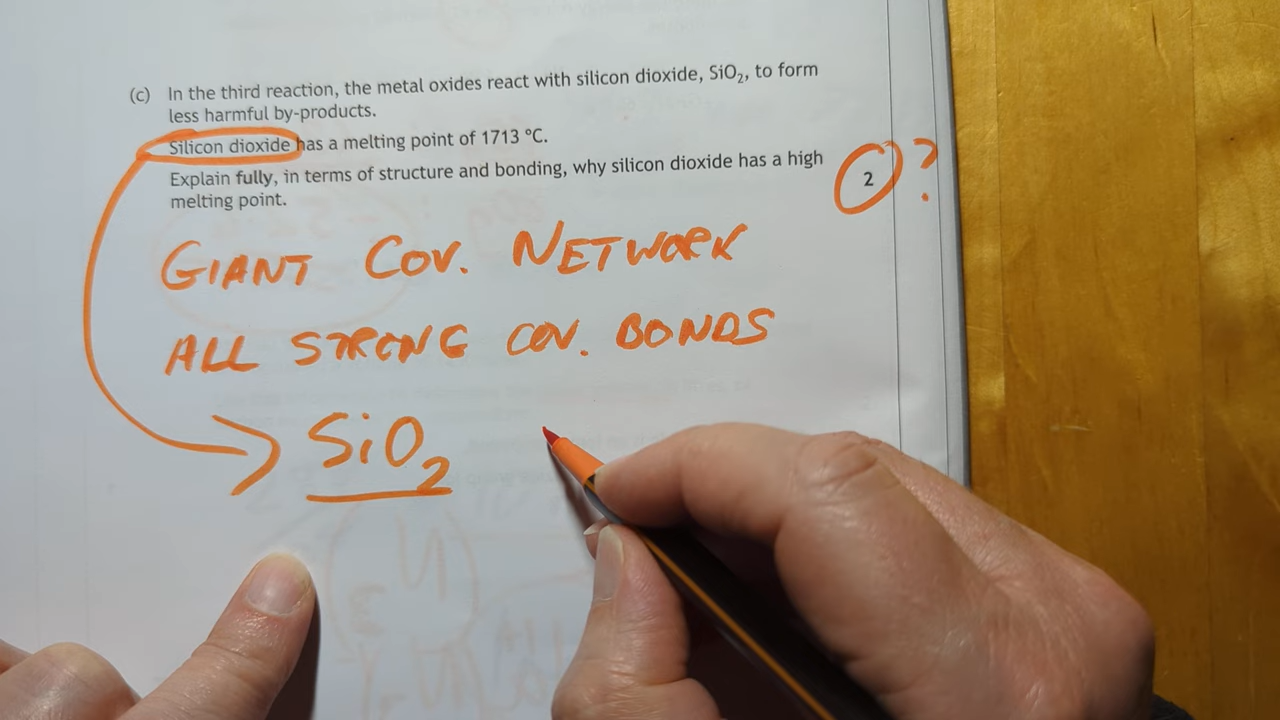 (c) In the third reaction, the metal oxides react with silicon dioxide, SiO₂, to form
less harmful by-products.
Silicon dioxide has a melting point of 1713 °C.
Explain fully, in terms of structure and bonding, why silicon dioxide has a high
melting point.
2 ?
GIANT COV. NETWORK
ALL STRONG COV. BONDS
SiO₂